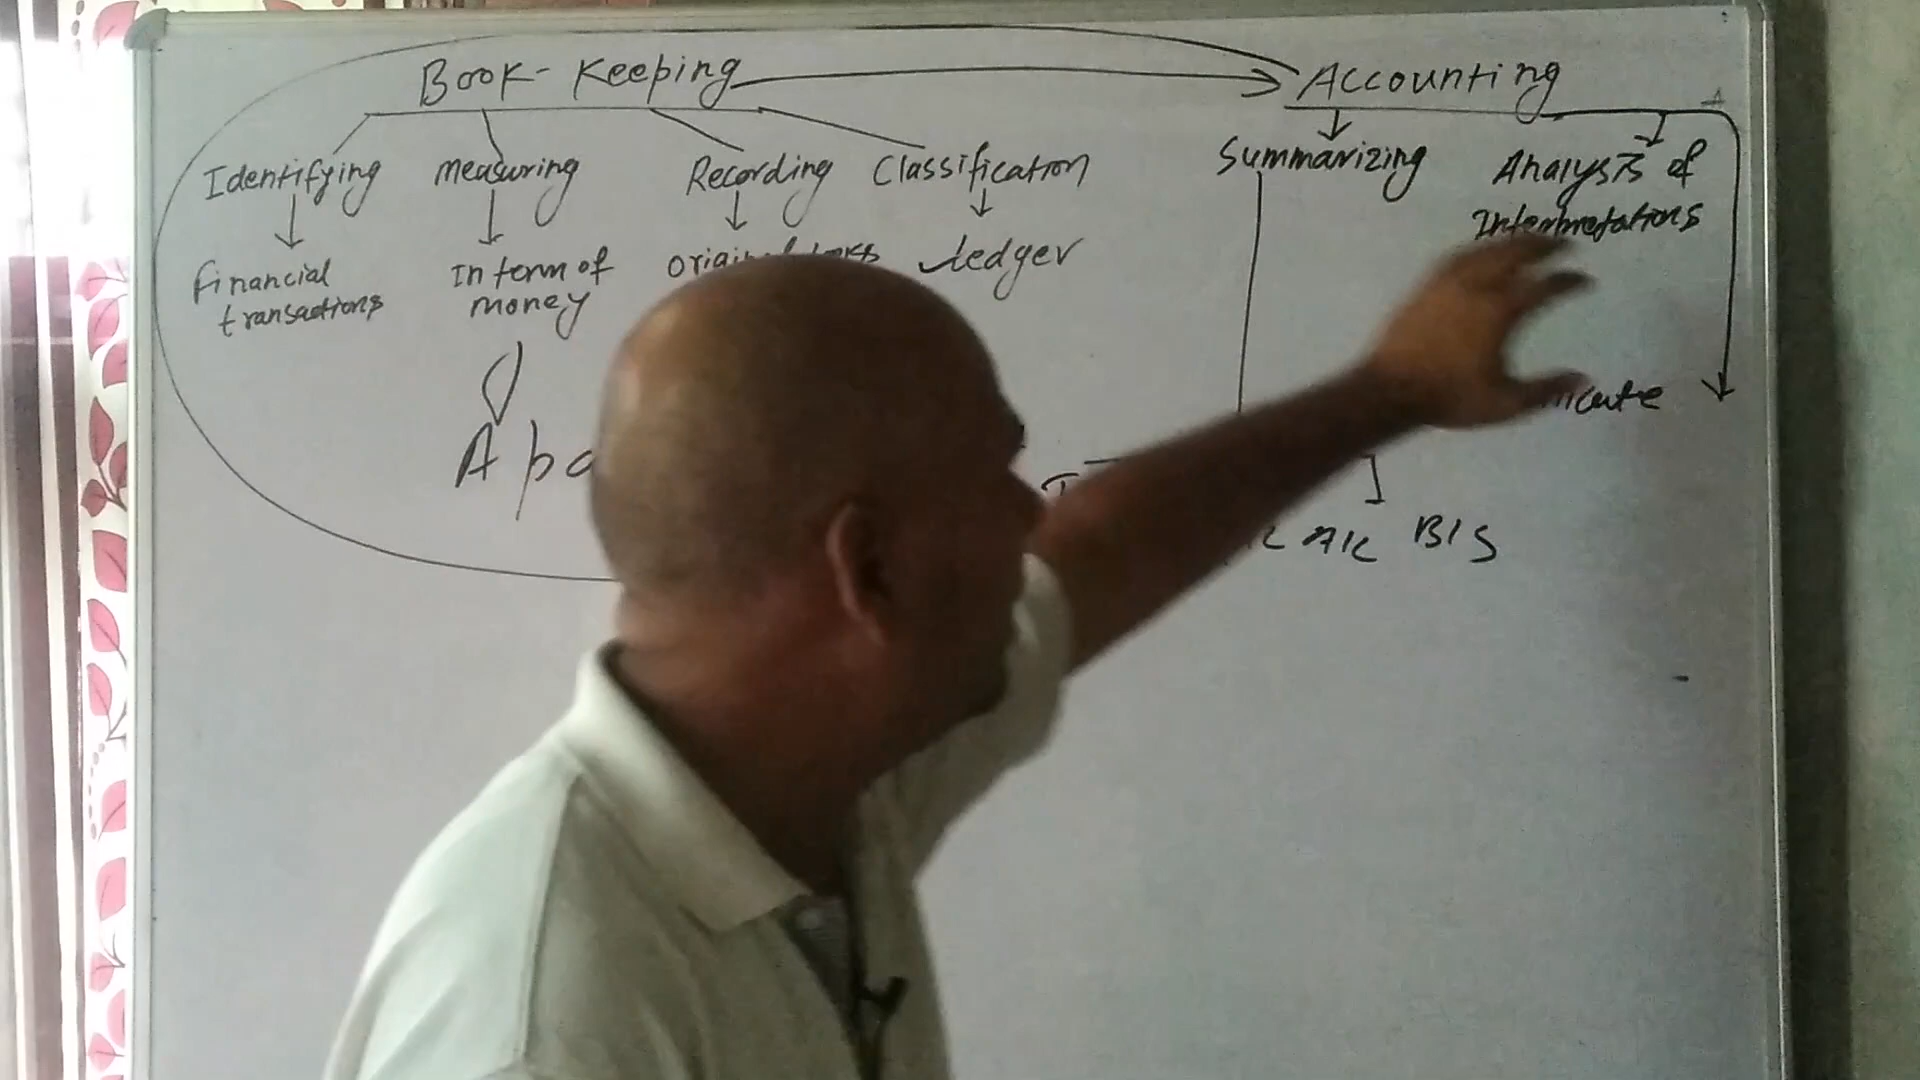 Book-Keeping Accounting
Identifying measuring Recording Classification Summarizing Analysis of
Interpretations
financial
transactions
In term of
money
ledger
B/S